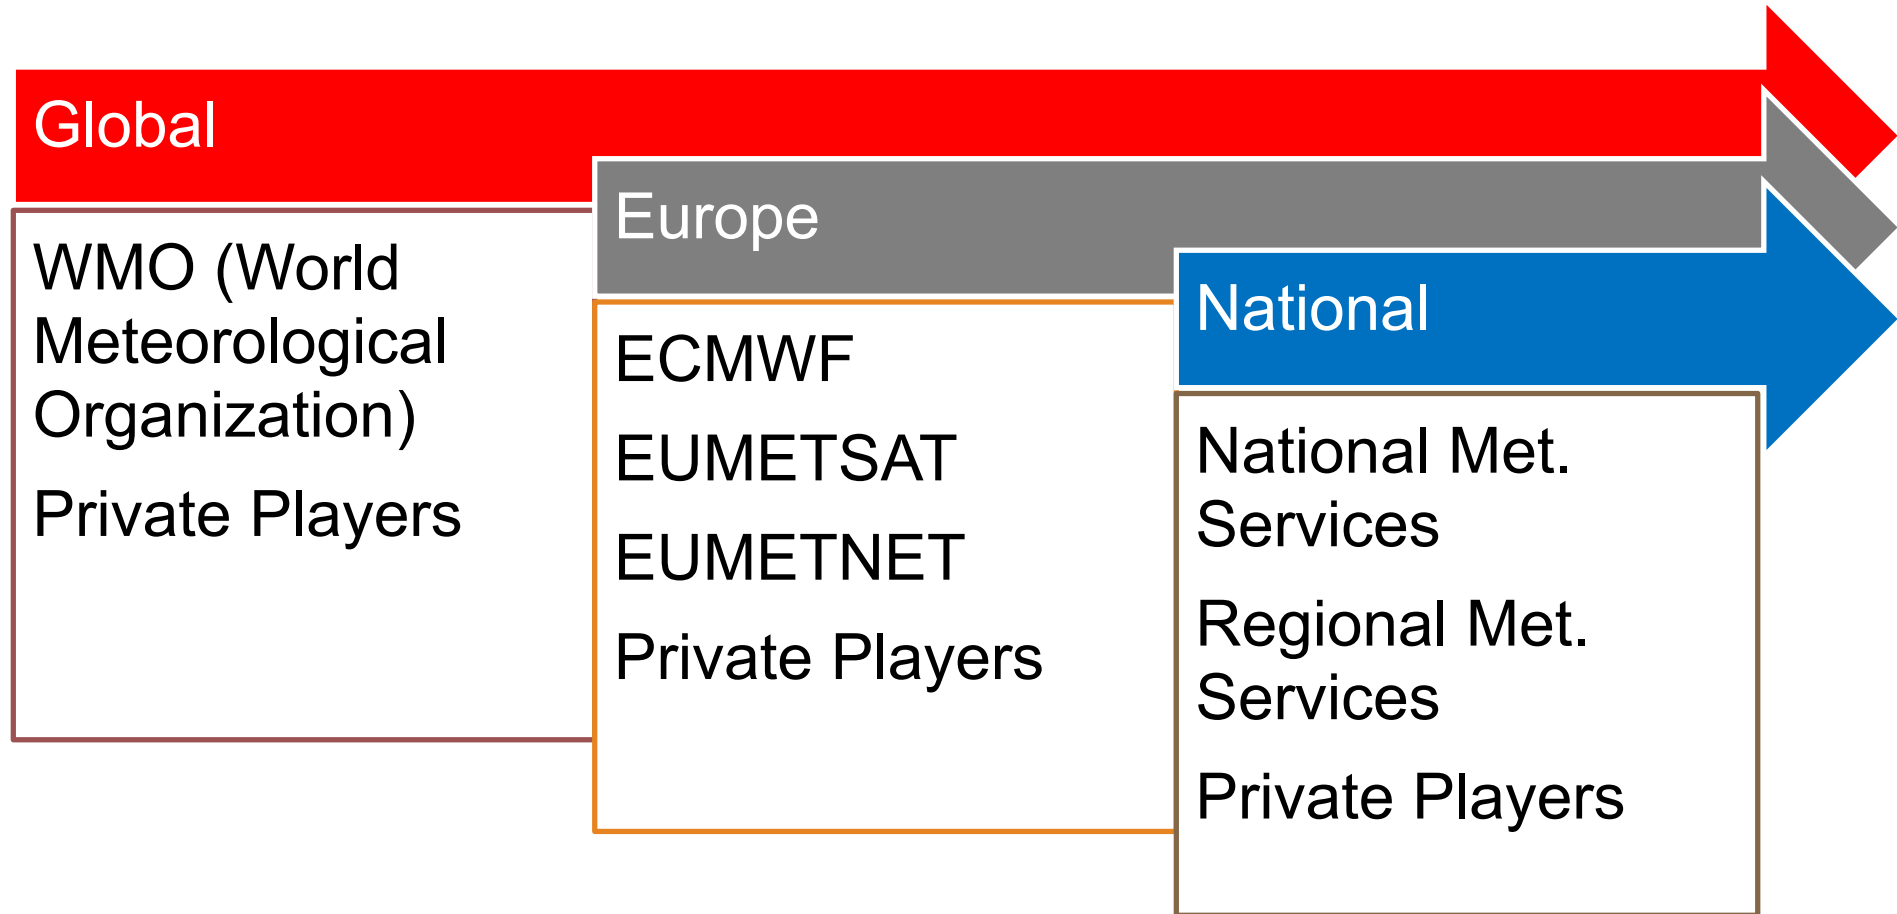 Global
WMO (World
Meteorological
Organization)
Private Players
Europe
ECMWF
EUMETSAT
EUMETNET
Private Players
National
National Met.
Services
Regional Met.
Services
Private Players